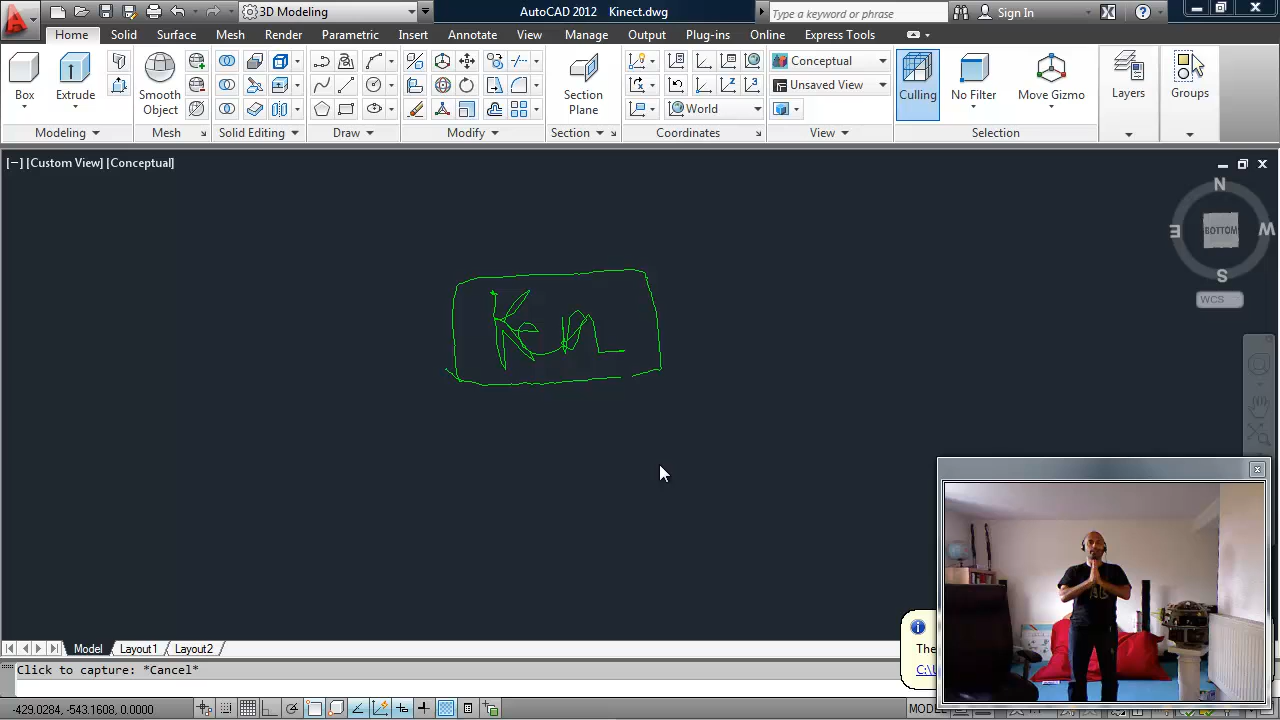 3D Modeling AutoCAD 2012 Kinect.dwg Type a keyword or phrase Sign In
Home Solid Surface Mesh Render Parametric Insert Annotate View Manage Output Plug-ins Online Express Tools
Box Extrude Smooth Object Section Plane Conceptual Unsaved View World Culling No Filter Move Gizmo Layers Groups
Modeling Mesh Solid Editing Draw Modify Section Coordinates View Selection
[−] [Custom View] [Conceptual]
N
E BOTTOM W
S
WCS
Ken
The
C:\U
Model Layout1 Layout2
Click to capture: *Cancel*
-429.0284, -543.1608, 0.0000 MODEL